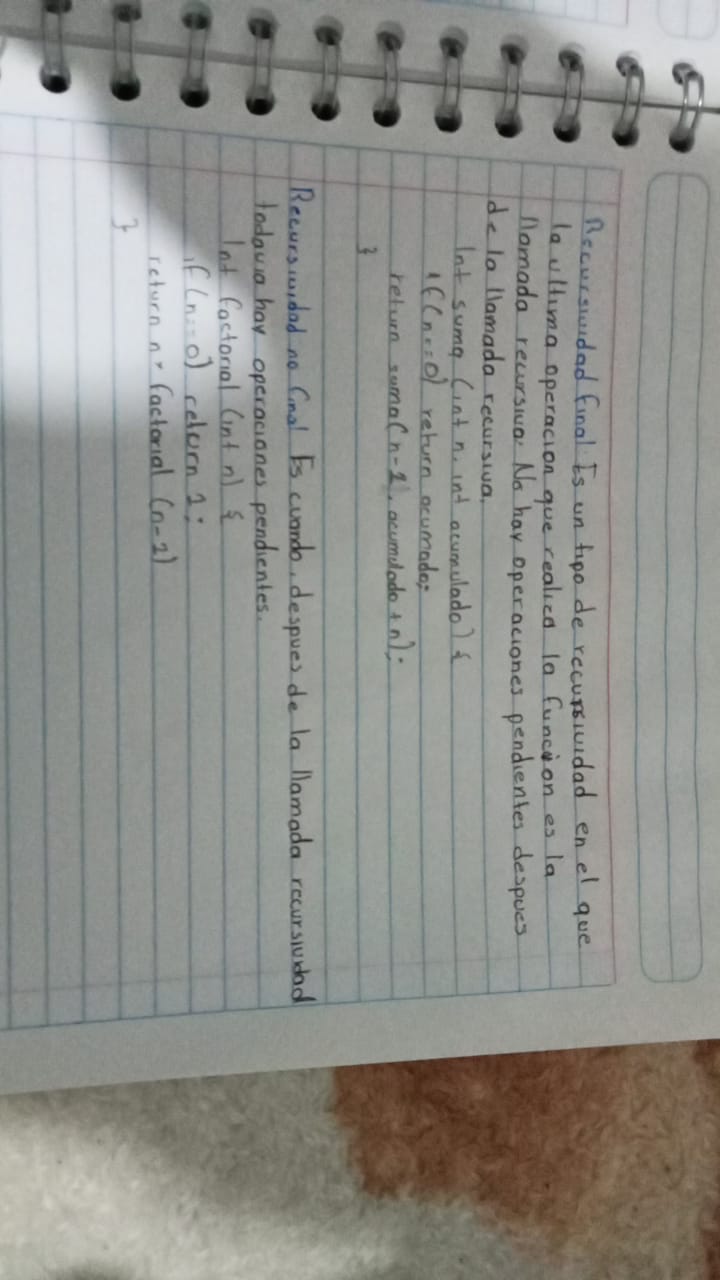 Recursividad final: Es un tipo de recursividad en el que
la ultima operacion que realiza la funcion es la
llamada recursiva. No hay operaciones pendientes despues
de la llamada recursiva.
Int suma (int n, int acumulado) {
if (n==0) return acumado;
return suma(n-1, acumulado + n);
}
Recursividad no final Es cuando, despues de la llamada recursividad
todavia hay operaciones pendientes.
Int factorial (int n) {
if (n==0) return 1;
return n * factorial (n-1)
}